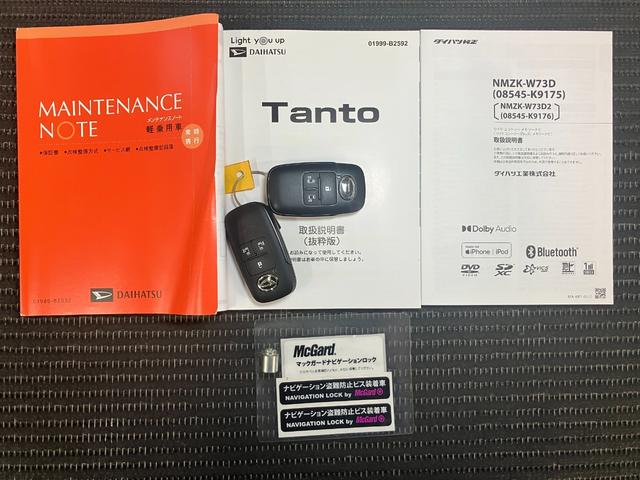 MAINTENANCE
NOTE
メンテナンスノート
軽乗用車
●保証書 ●点検整備方式 ●サービス網 ●点検整備記録簿
DAIHATSU
Light you up
DAIHATSU
01999-B2592
Tanto
取扱説明書
(抜粋版)
ダイハツ純正
NMZK-W73D
(08545-K9175)
NMZK-W73D2
(08545-K9176)
取扱説明書
ダイハツ工業株式会社
Dolby Audio
iPhone iPod
Bluetooth
DVD
VIDEO
SD
XC
McGard
マックガードナビゲーションロック
ナビゲーション盗難防止ビス装着車
NAVIGATION LOCK by McGard
ナビゲーション盗難防止ビス装着車
NAVIGATION LOCK by McGard